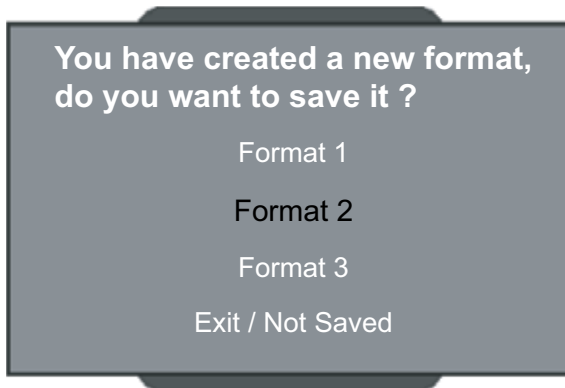 You have created a new format,
do you want to save it ?
Format 1
Format 2
Format 3
Exit / Not Saved